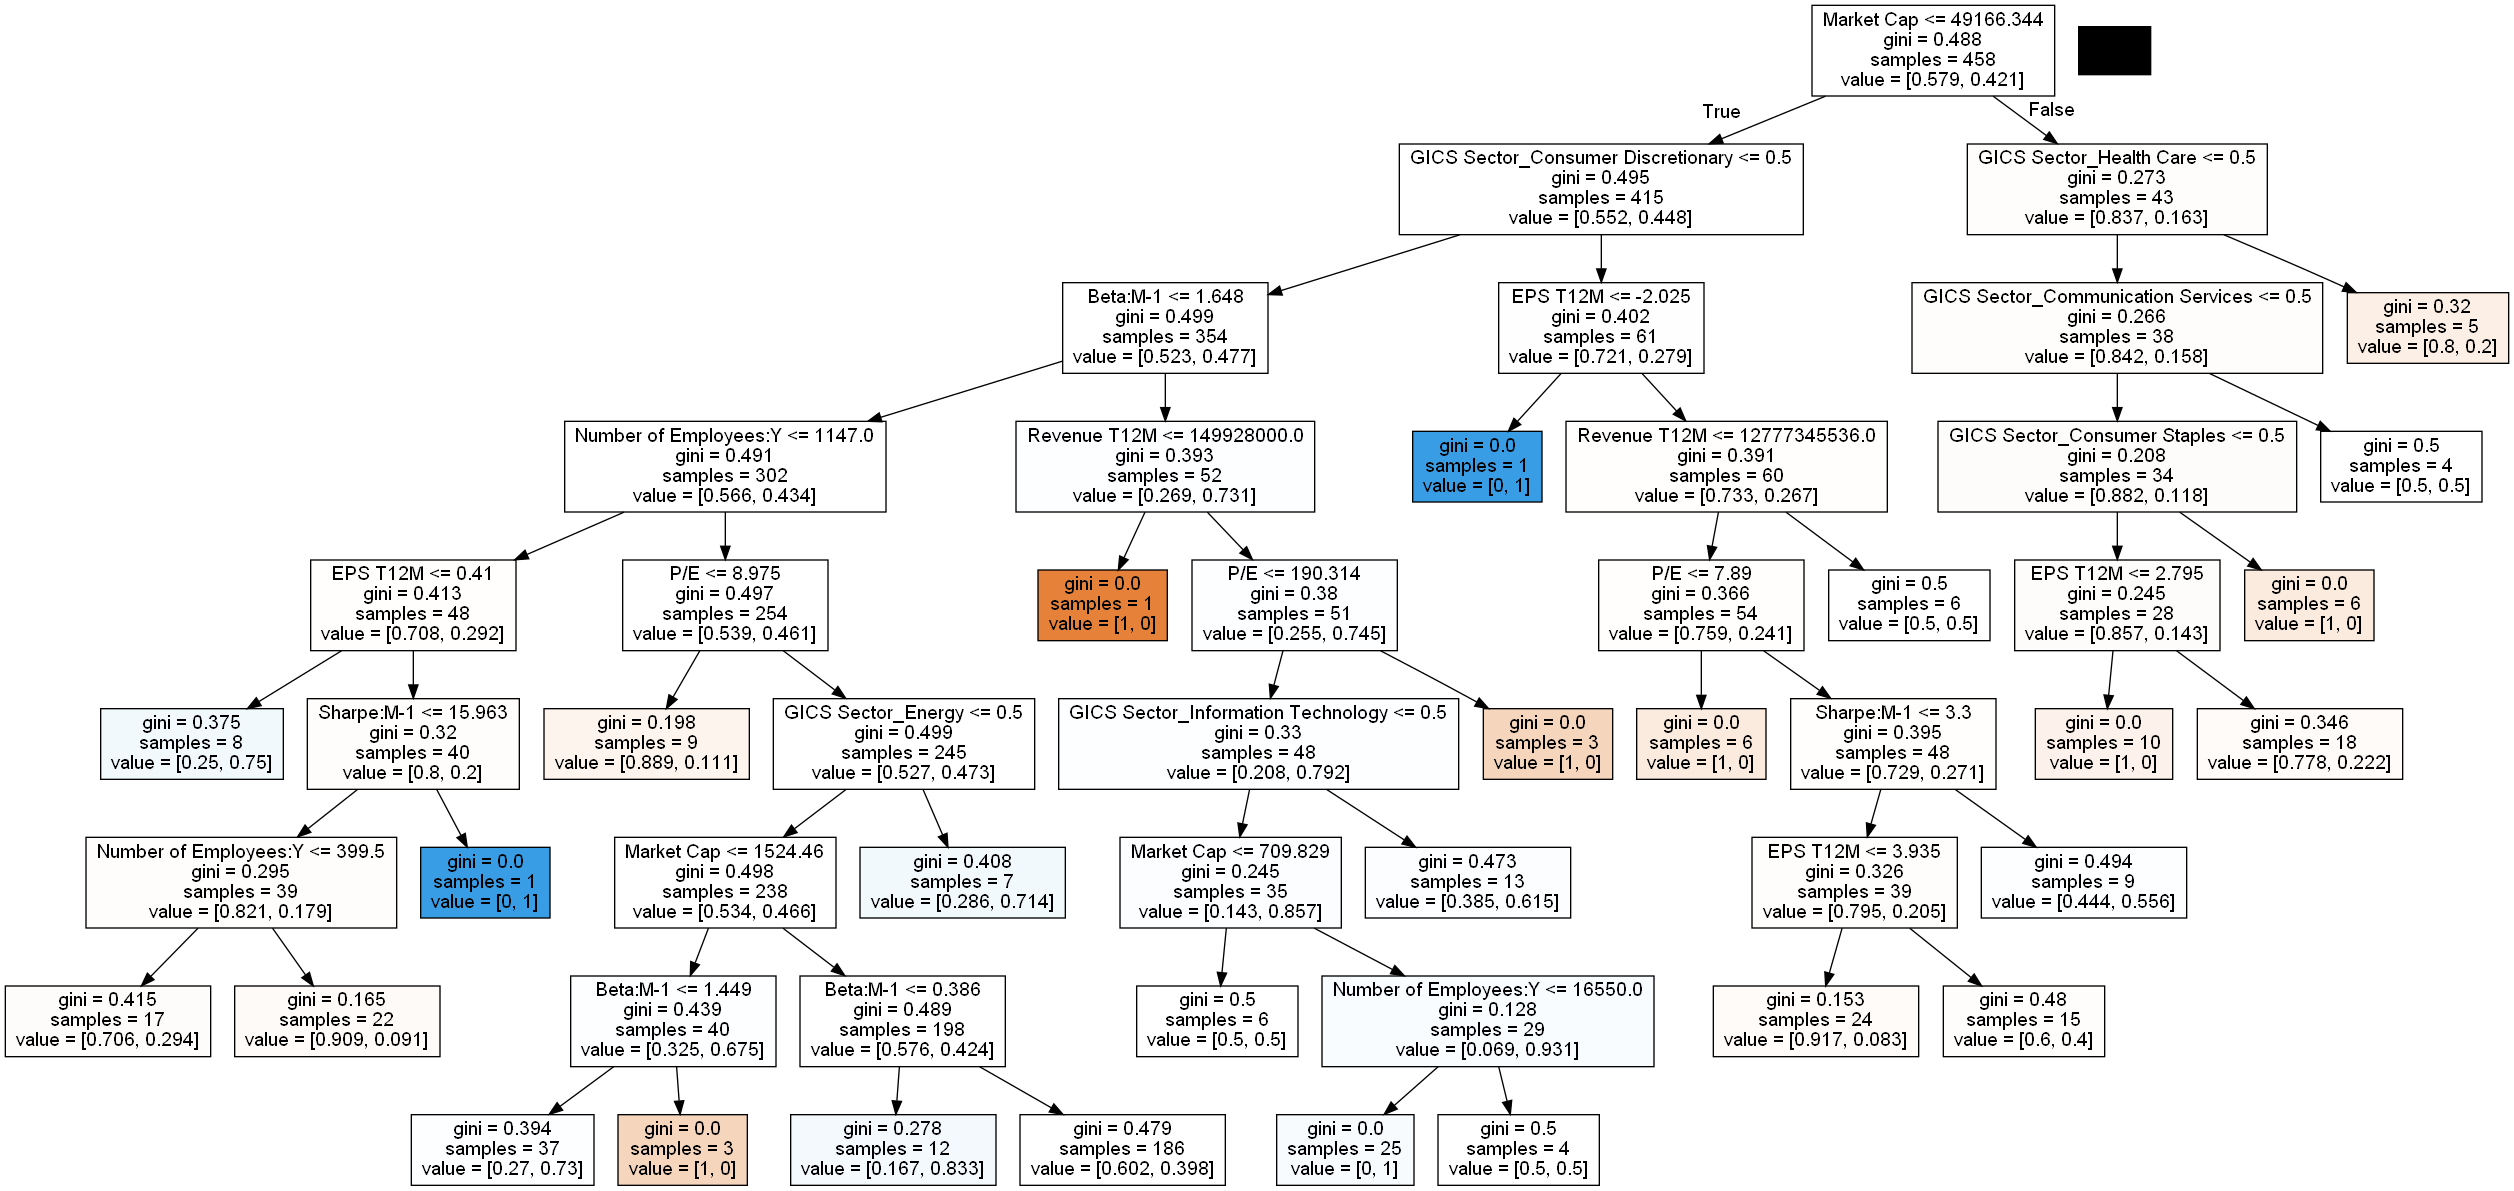 Market Cap <= 49166.344
gini = 0.488
samples = 458
value = [0.579, 0.421]
True
False
GICS Sector_Consumer Discretionary <= 0.5
gini = 0.495
samples = 415
value = [0.552, 0.448]
GICS Sector_Health Care <= 0.5
gini = 0.273
samples = 43
value = [0.837, 0.163]
Beta:M-1 <= 1.648
gini = 0.499
samples = 354
value = [0.523, 0.477]
EPS T12M <= -2.025
gini = 0.402
samples = 61
value = [0.721, 0.279]
GICS Sector_Communication Services <= 0.5
gini = 0.266
samples = 38
value = [0.842, 0.158]
gini = 0.32
samples = 5
value = [0.8, 0.2]
Number of Employees:Y <= 1147.0
gini = 0.491
samples = 302
value = [0.566, 0.434]
Revenue T12M <= 149928000.0
gini = 0.393
samples = 52
value = [0.269, 0.731]
gini = 0.0
samples = 1
value = [0, 1]
Revenue T12M <= 12777345536.0
gini = 0.391
samples = 60
value = [0.733, 0.267]
GICS Sector_Consumer Staples <= 0.5
gini = 0.208
samples = 34
value = [0.882, 0.118]
gini = 0.5
samples = 4
value = [0.5, 0.5]
EPS T12M <= 0.41
gini = 0.413
samples = 48
value = [0.708, 0.292]
P/E <= 8.975
gini = 0.497
samples = 254
value = [0.539, 0.461]
gini = 0.0
samples = 1
value = [1, 0]
P/E <= 190.314
gini = 0.38
samples = 51
value = [0.255, 0.745]
P/E <= 7.89
gini = 0.366
samples = 54
value = [0.759, 0.241]
gini = 0.5
samples = 6
value = [0.5, 0.5]
EPS T12M <= 2.795
gini = 0.245
samples = 28
value = [0.857, 0.143]
gini = 0.0
samples = 6
value = [1, 0]
gini = 0.375
samples = 8
value = [0.25, 0.75]
Sharpe:M-1 <= 15.963
gini = 0.32
samples = 40
value = [0.8, 0.2]
gini = 0.198
samples = 9
value = [0.889, 0.111]
GICS Sector_Energy <= 0.5
gini = 0.499
samples = 245
value = [0.527, 0.473]
GICS Sector_Information Technology <= 0.5
gini = 0.33
samples = 48
value = [0.208, 0.792]
gini = 0.0
samples = 3
value = [1, 0]
gini = 0.0
samples = 6
value = [1, 0]
Sharpe:M-1 <= 3.3
gini = 0.395
samples = 48
value = [0.729, 0.271]
gini = 0.0
samples = 10
value = [1, 0]
gini = 0.346
samples = 18
value = [0.778, 0.222]
Number of Employees:Y <= 399.5
gini = 0.295
samples = 39
value = [0.821, 0.179]
gini = 0.0
samples = 1
value = [0, 1]
Market Cap <= 1524.46
gini = 0.498
samples = 238
value = [0.534, 0.466]
gini = 0.408
samples = 7
value = [0.286, 0.714]
Market Cap <= 709.829
gini = 0.245
samples = 35
value = [0.143, 0.857]
gini = 0.473
samples = 13
value = [0.385, 0.615]
EPS T12M <= 3.935
gini = 0.326
samples = 39
value = [0.795, 0.205]
gini = 0.494
samples = 9
value = [0.444, 0.556]
gini = 0.415
samples = 17
value = [0.706, 0.294]
gini = 0.165
samples = 22
value = [0.909, 0.091]
Beta:M-1 <= 1.449
gini = 0.439
samples = 40
value = [0.325, 0.675]
Beta:M-1 <= 0.386
gini = 0.489
samples = 198
value = [0.576, 0.424]
gini = 0.5
samples = 6
value = [0.5, 0.5]
Number of Employees:Y <= 16550.0
gini = 0.128
samples = 29
value = [0.069, 0.931]
gini = 0.153
samples = 24
value = [0.917, 0.083]
gini = 0.48
samples = 15
value = [0.6, 0.4]
gini = 0.394
samples = 37
value = [0.27, 0.73]
gini = 0.0
samples = 3
value = [1, 0]
gini = 0.278
samples = 12
value = [0.167, 0.833]
gini = 0.479
samples = 186
value = [0.602, 0.398]
gini = 0.0
samples = 25
value = [0, 1]
gini = 0.5
samples = 4
value = [0.5, 0.5]